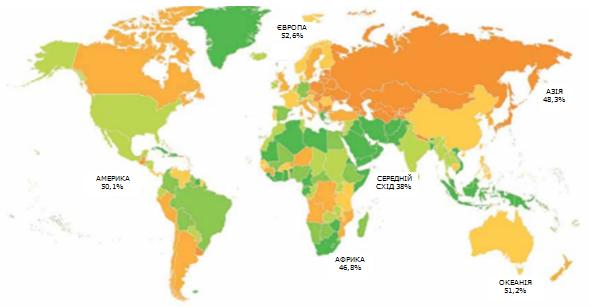 ЄВРОПА
52,6%
АЗІЯ
48,3%
АМЕРИКА
50,1%
СЕРЕДНІЙ
СХІД 38%
АФРИКА
46,8%
ОКЕАНІЯ
51,2%